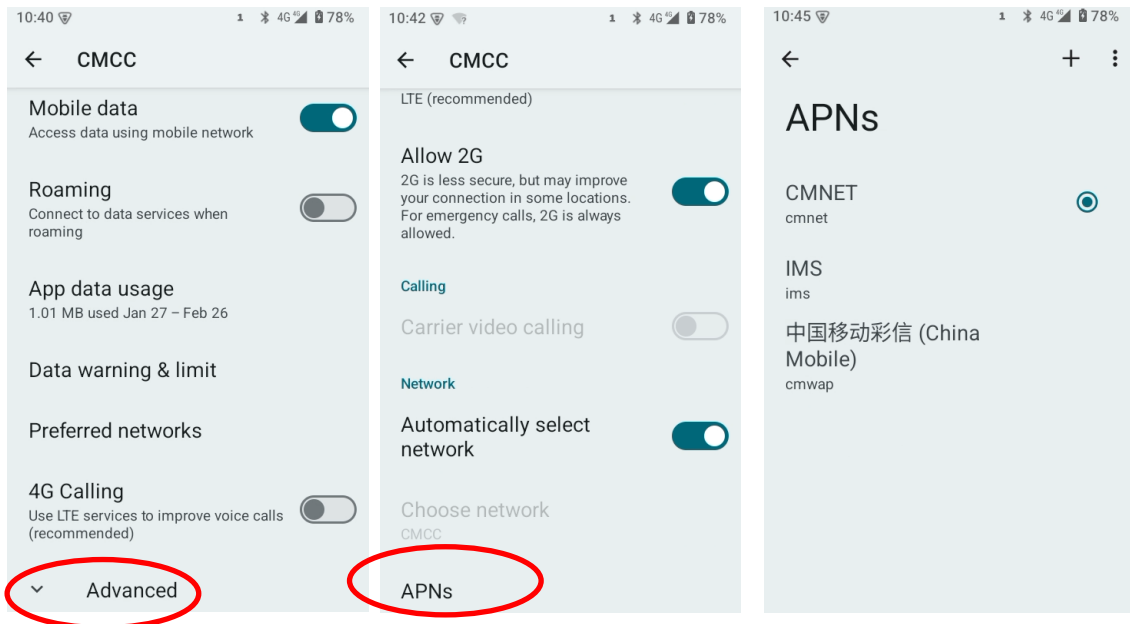 10:40 1 4G 4G 78%
CMCC
Mobile data
Access data using mobile network
Roaming
Connect to data services when
roaming
App data usage
1.01 MB used Jan 27 – Feb 26
Data warning & limit
Preferred networks
4G Calling
Use LTE services to improve voice calls
(recommended)
Advanced
10:42 ? 1 4G 4G 78%
CMCC
LTE (recommended)
Allow 2G
2G is less secure, but may improve
your connection in some locations.
For emergency calls, 2G is always
allowed.
Calling
Carrier video calling
Network
Automatically select
network
Choose network
CMCC
APNs
10:45 1 4G 4G 78%
APNs
CMNET
cmnet
IMS
ims
中国移动彩信 (China
Mobile)
cmwap